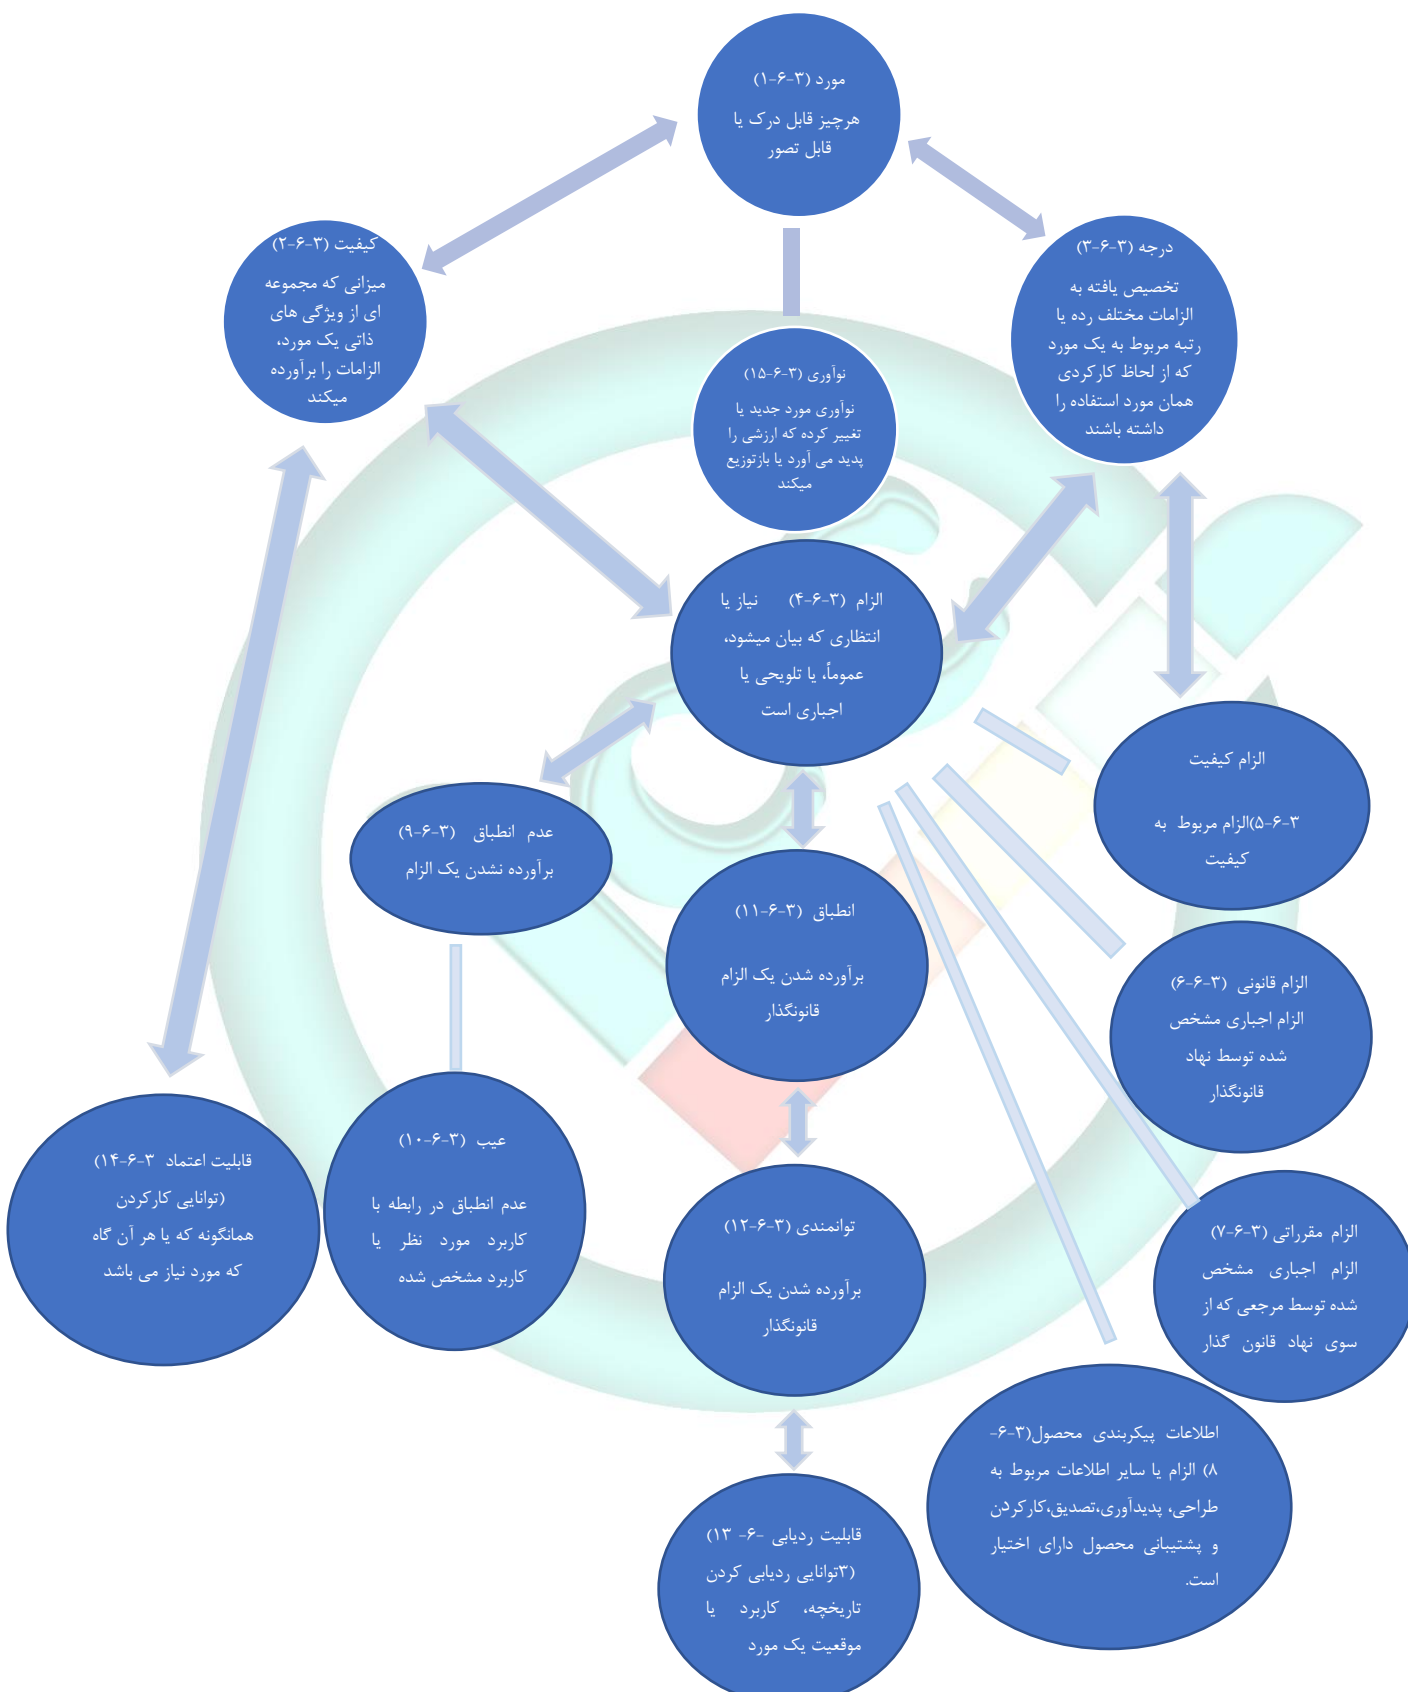 مورد (۳-۶-۱)
هرچیز قابل درک یا
قابل تصور
کیفیت (۳-۶-۲)
میزانی که مجموعه
ای از ویژگی های
ذاتی یک مورد،
الزامات را برآورده
میکند
درجه (۳-۶-۳)
تخصیص یافته به
الزامات مختلف رده یا
رتبه مربوط به یک مورد
که از لحاظ کارکردی
همان مورد استفاده را
داشته باشند
نوآوری (۳-۶-۱۵)
نوآوری مورد جدید یا
تغییر کرده که ارزشی را
پدید می آورد یا بازتوزیع
میکند
الزام (۳-۶-۴) نیاز یا
انتظاری که بیان میشود،
عموماً، یا تلویحی یا
اجباری است
الزام کیفیت
۳-۶-۵)الزام مربوط به
کیفیت
عدم انطباق (۳-۶-۹)
برآورده نشدن یک الزام
انطباق (۳-۶-۱۱)
برآورده شدن یک الزام
قانونگذار
الزام قانونی (۳-۶-۶)
الزام اجباری مشخص
شده توسط نهاد
قانونگذار
قابلیت اعتماد ۳-۶-۱۴)
(توانایی کارکردن
همانگونه که یا هر آن گاه
که مورد نیاز می باشد
عیب (۳-۶-۱۰)
عدم انطباق در رابطه با
کاربرد مورد نظر یا
کاربرد مشخص شده
توانمندی (۳-۶-۱۲)
برآورده شدن یک الزام
قانونگذار
الزام مقرراتی (۳-۶-۷)
الزام اجباری مشخص
شده توسط مرجعی که از
سوی نهاد قانون گذار
اطلاعات پیکربندی محصول(۳-۶-
۸) الزام یا سایر اطلاعات مربوط به
طراحی، پدیدآوری،تصدیق،کارکردن
و پشتیبانی محصول دارای اختیار
است.
قابلیت ردیابی -۶- ۱۳)
(۳توانایی ردیابی کردن
تاریخچه، کاربرد یا
موقعیت یک مورد